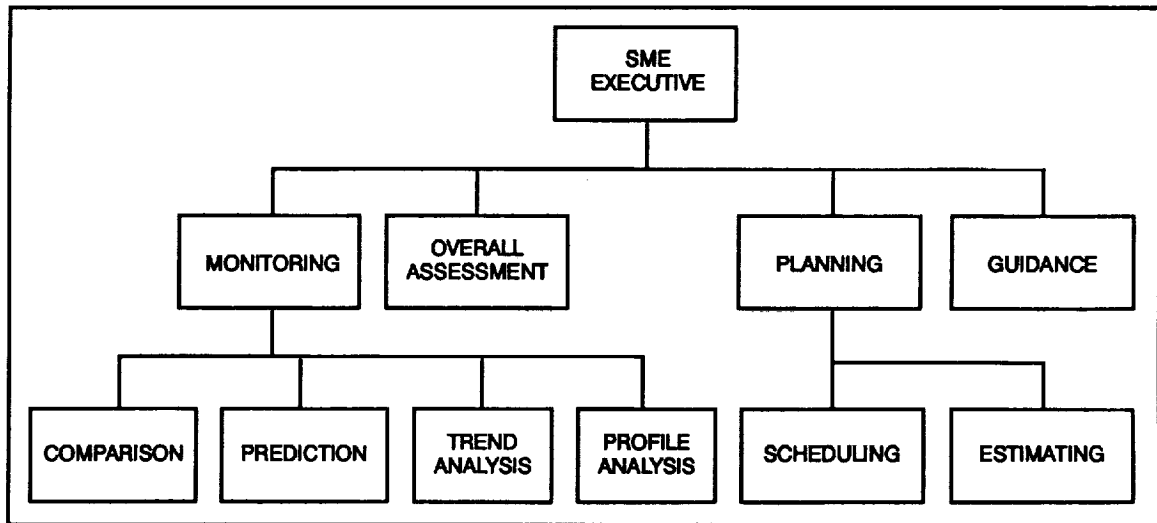 SME
EXECUTIVE
MONITORING
OVERALL
ASSESSMENT
PLANNING
GUIDANCE
COMPARISON
PREDICTION
TREND
ANALYSIS
PROFILE
ANALYSIS
SCHEDULING
ESTIMATING